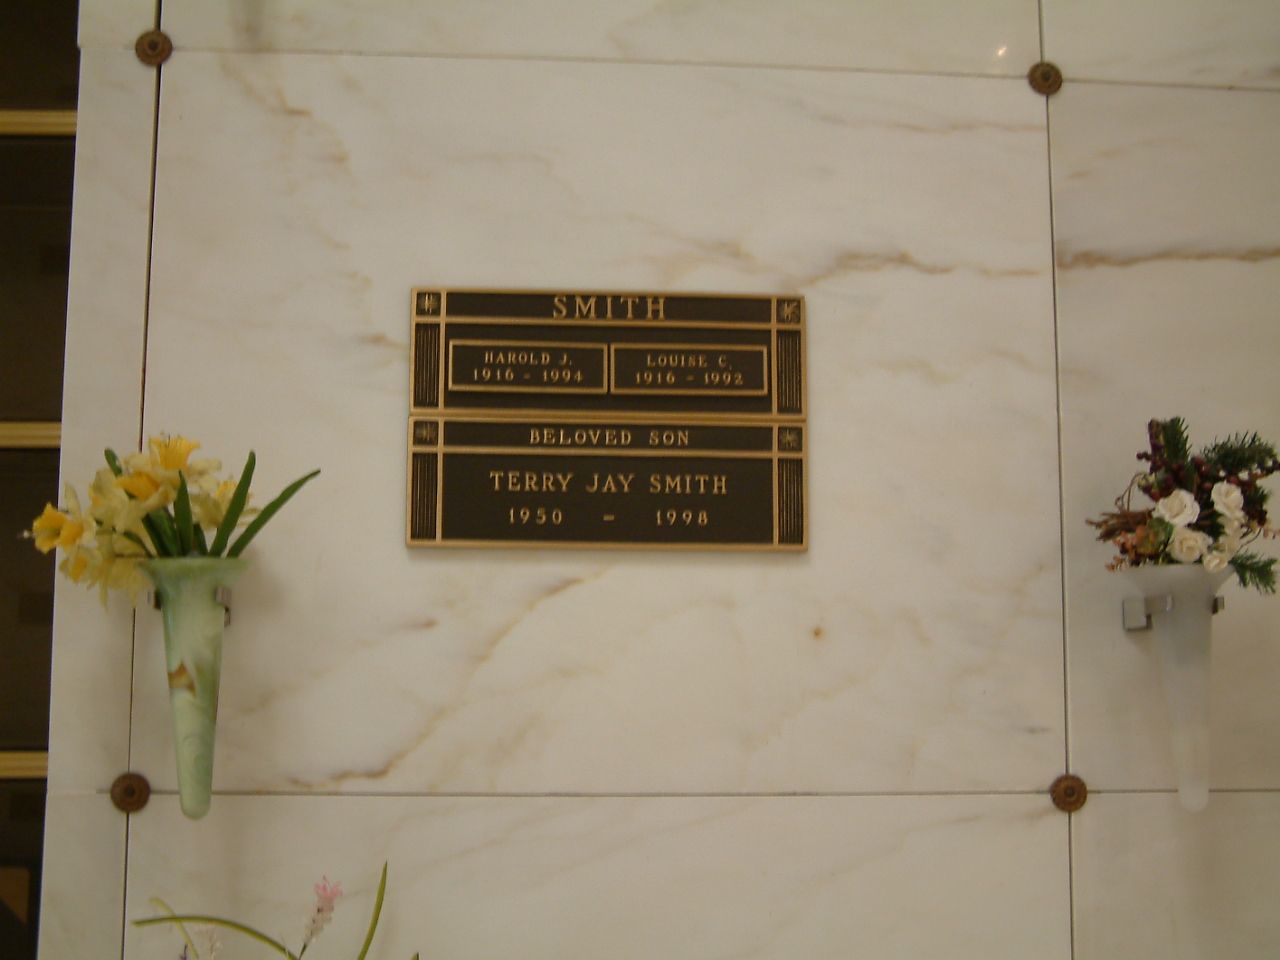 SMITH
HAROLD J.
1916 - 1994
LOUISE C.
1916 - 1992
BELOVED SON
TERRY JAY SMITH
1950 - 1998